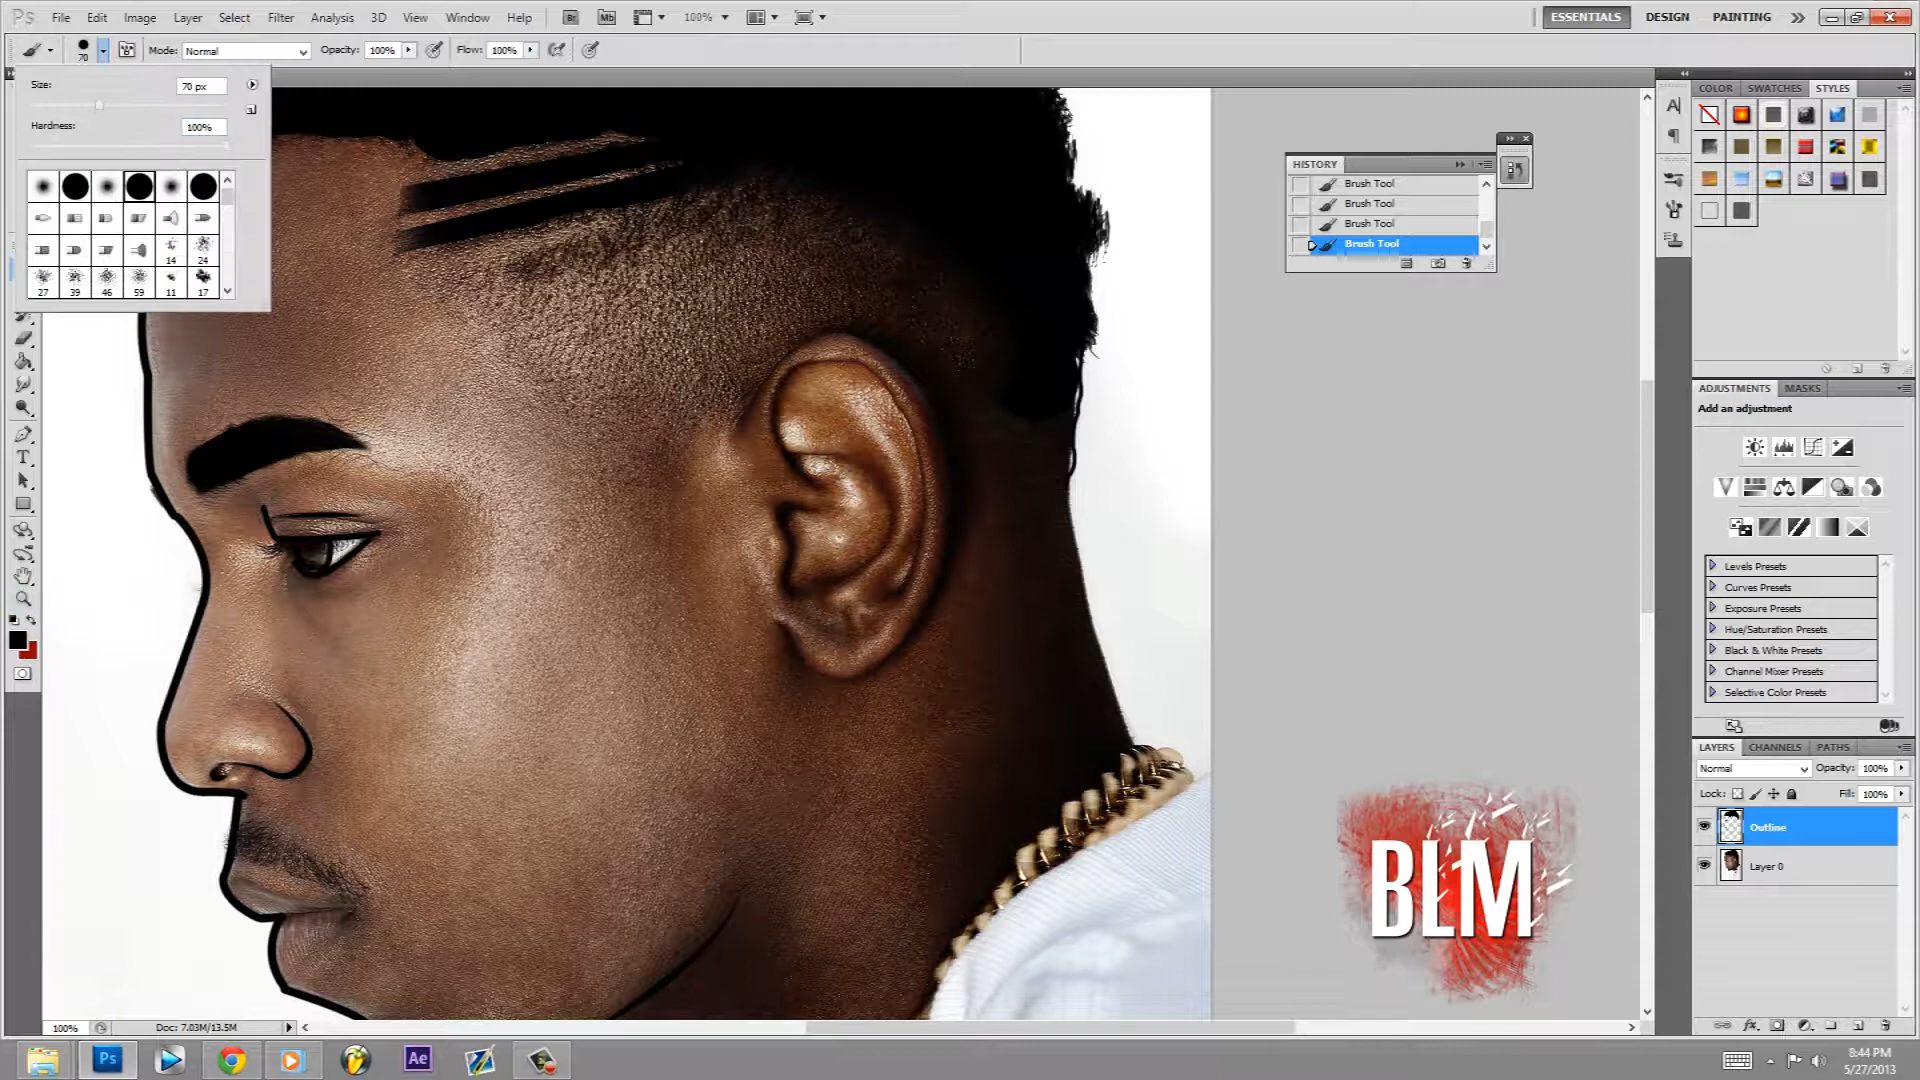 Ps File Edit Image Layer Select Filter Analysis 3D View Window Help Br Mb 100% ESSENTIALS DESIGN PAINTING
70 Mode: Normal Opacity: 100% Flow: 100%
Size: 70 px
Hardness: 100%
14 24
27 39 46 59 11 17
HISTORY
Brush Tool
Brush Tool
Brush Tool
Brush Tool
COLOR SWATCHES STYLES
ADJUSTMENTS MASKS
Add an adjustment
Levels Presets
Curves Presets
Exposure Presets
Hue/Saturation Presets
Black & White Presets
Channel Mixer Presets
Selective Color Presets
LAYERS CHANNELS PATHS
Normal Opacity: 100%
Lock: Fill: 100%
Outline
Layer 0
BLM
100% Doc: 7.03M/13.5M
Ps Ae
8:44 PM
5/27/2013